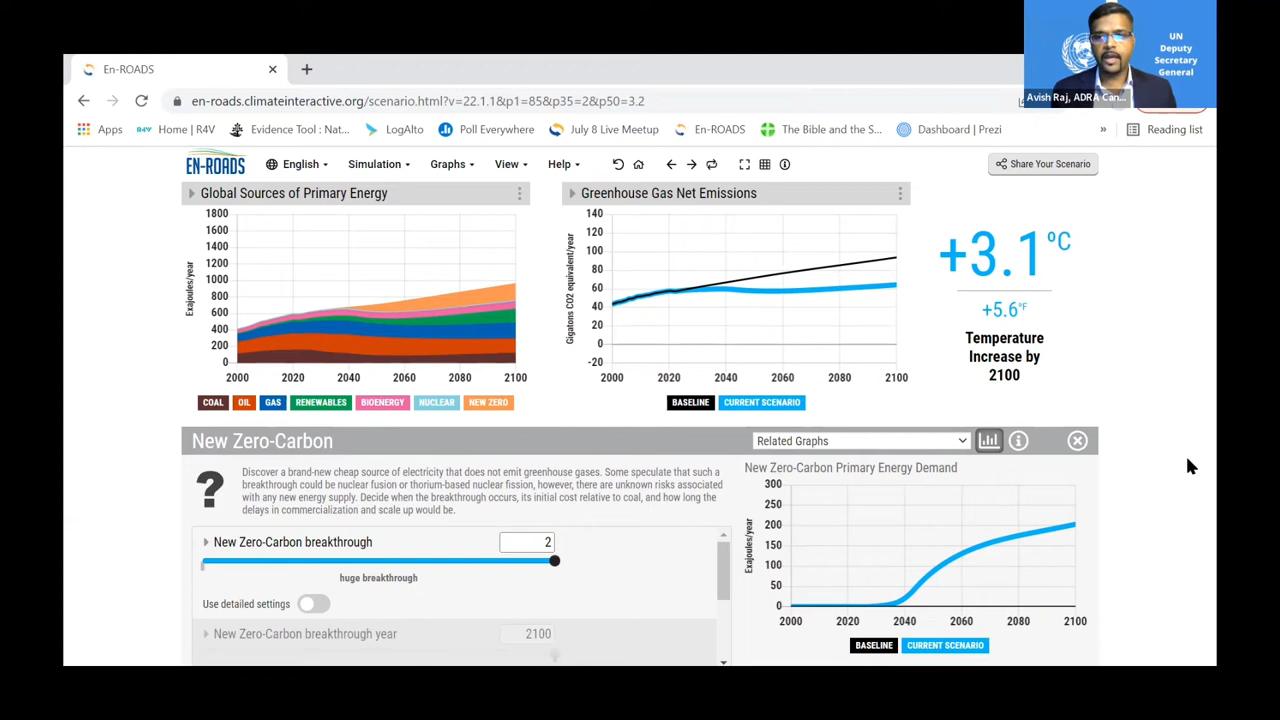 UN
Deputy
Secretary
General
Avish Raj, ADRA Can...
En-ROADS
en-roads.climateinteractive.org/scenario.html?v=22.1.1&p1=85&p35=2&p50=3.2
Apps
R4V Home | R4V
Evidence Tool : Nat...
LogAlto
Poll Everywhere
July 8 Live Meetup
En-ROADS
The Bible and the S...
Dashboard | Prezi
»
Reading list
EN-ROADS
English
Simulation
Graphs
View
Help
Share Your Scenario
Global Sources of Primary Energy
1800
1600
1400
1200
1000
800
600
400
200
0
Exajoules/year
2000 2020 2040 2060 2080 2100
COAL OIL GAS RENEWABLES BIOENERGY NUCLEAR NEW ZERO
Greenhouse Gas Net Emissions
140
120
100
80
60
40
20
0
-20
Gigatons CO2 equivalent/year
2000 2020 2040 2060 2080 2100
BASELINE CURRENT SCENARIO
+3.1°C
+5.6°F
Temperature
Increase by
2100
New Zero-Carbon
Related Graphs
?
Discover a brand-new cheap source of electricity that does not emit greenhouse gases. Some speculate that such a
breakthrough could be nuclear fusion or thorium-based nuclear fission, however, there are unknown risks associated
with any new energy supply. Decide when the breakthrough occurs, its initial cost relative to coal, and how long the
delays in commercialization and scale up would be.
New Zero-Carbon breakthrough 2
huge breakthrough
Use detailed settings
New Zero-Carbon breakthrough year 2100
New Zero-Carbon Primary Energy Demand
300
250
200
150
100
50
0
Exajoules/year
2000 2020 2040 2060 2080 2100
BASELINE CURRENT SCENARIO